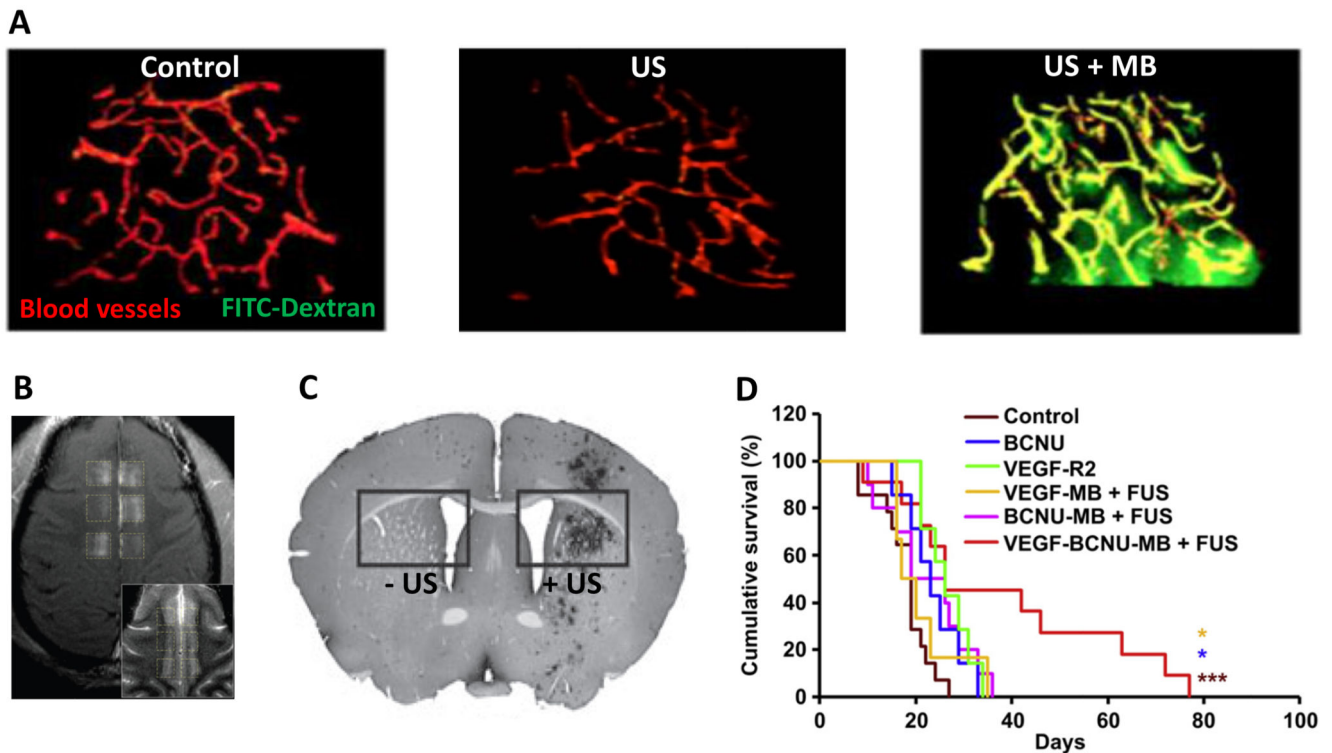 A
Control
US
US + MB
Blood vessels
FITC-Dextran
B
C
- US
+ US
D
Cumulative survival (%)
120
100
80
60
40
20
0
0
20
40
60
80
100
Days
Control
BCNU
VEGF-R2
VEGF-MB + FUS
BCNU-MB + FUS
VEGF-BCNU-MB + FUS
*
*
***